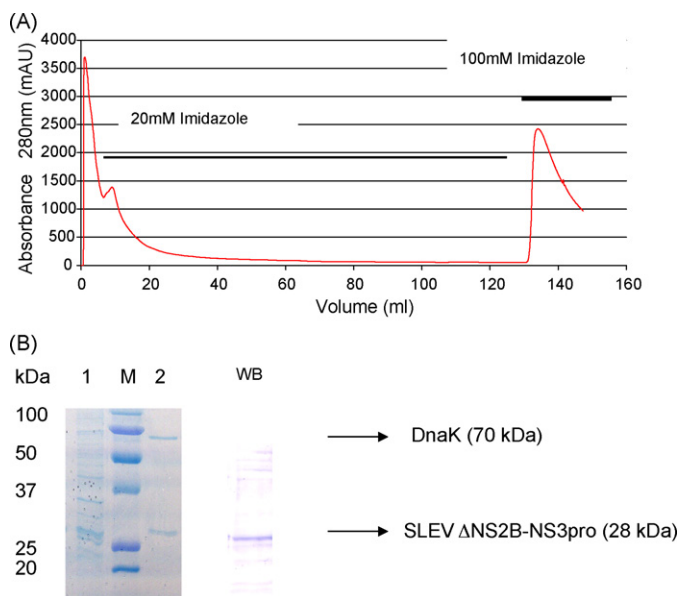 (A)
4000
3500
3000
2500
2000
1500
1000
500
0
Absorbance 280nm (mAU)
20mM Imidazole
100mM Imidazole
0 20 40 60 80 100 120 140 160
Volume (ml)
(B)
kDa 1 M 2 WB
100
50
37
25
20
DnaK (70 kDa)
SLEV ΔNS2B-NS3pro (28 kDa)